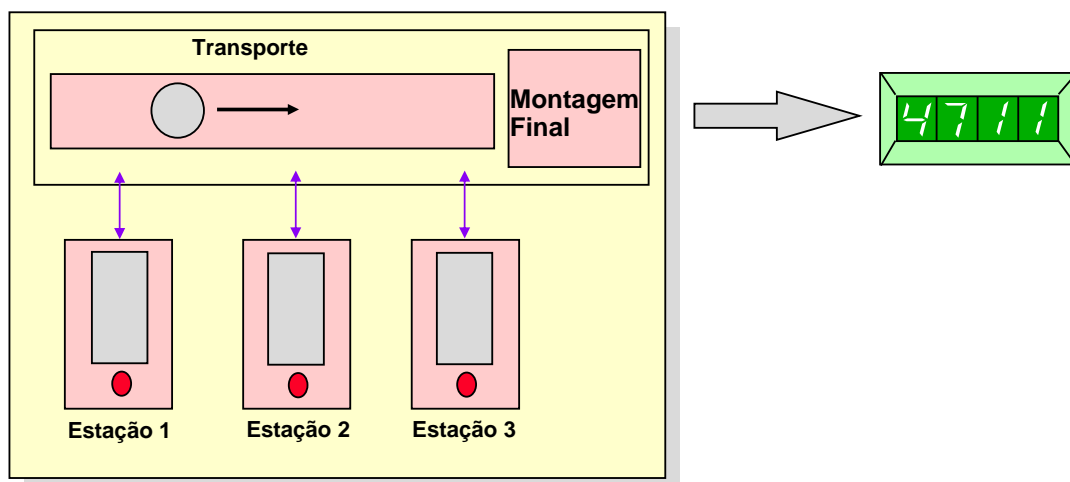 Transporte
Montagem
Final
4711
Estação 1
Estação 2
Estação 3